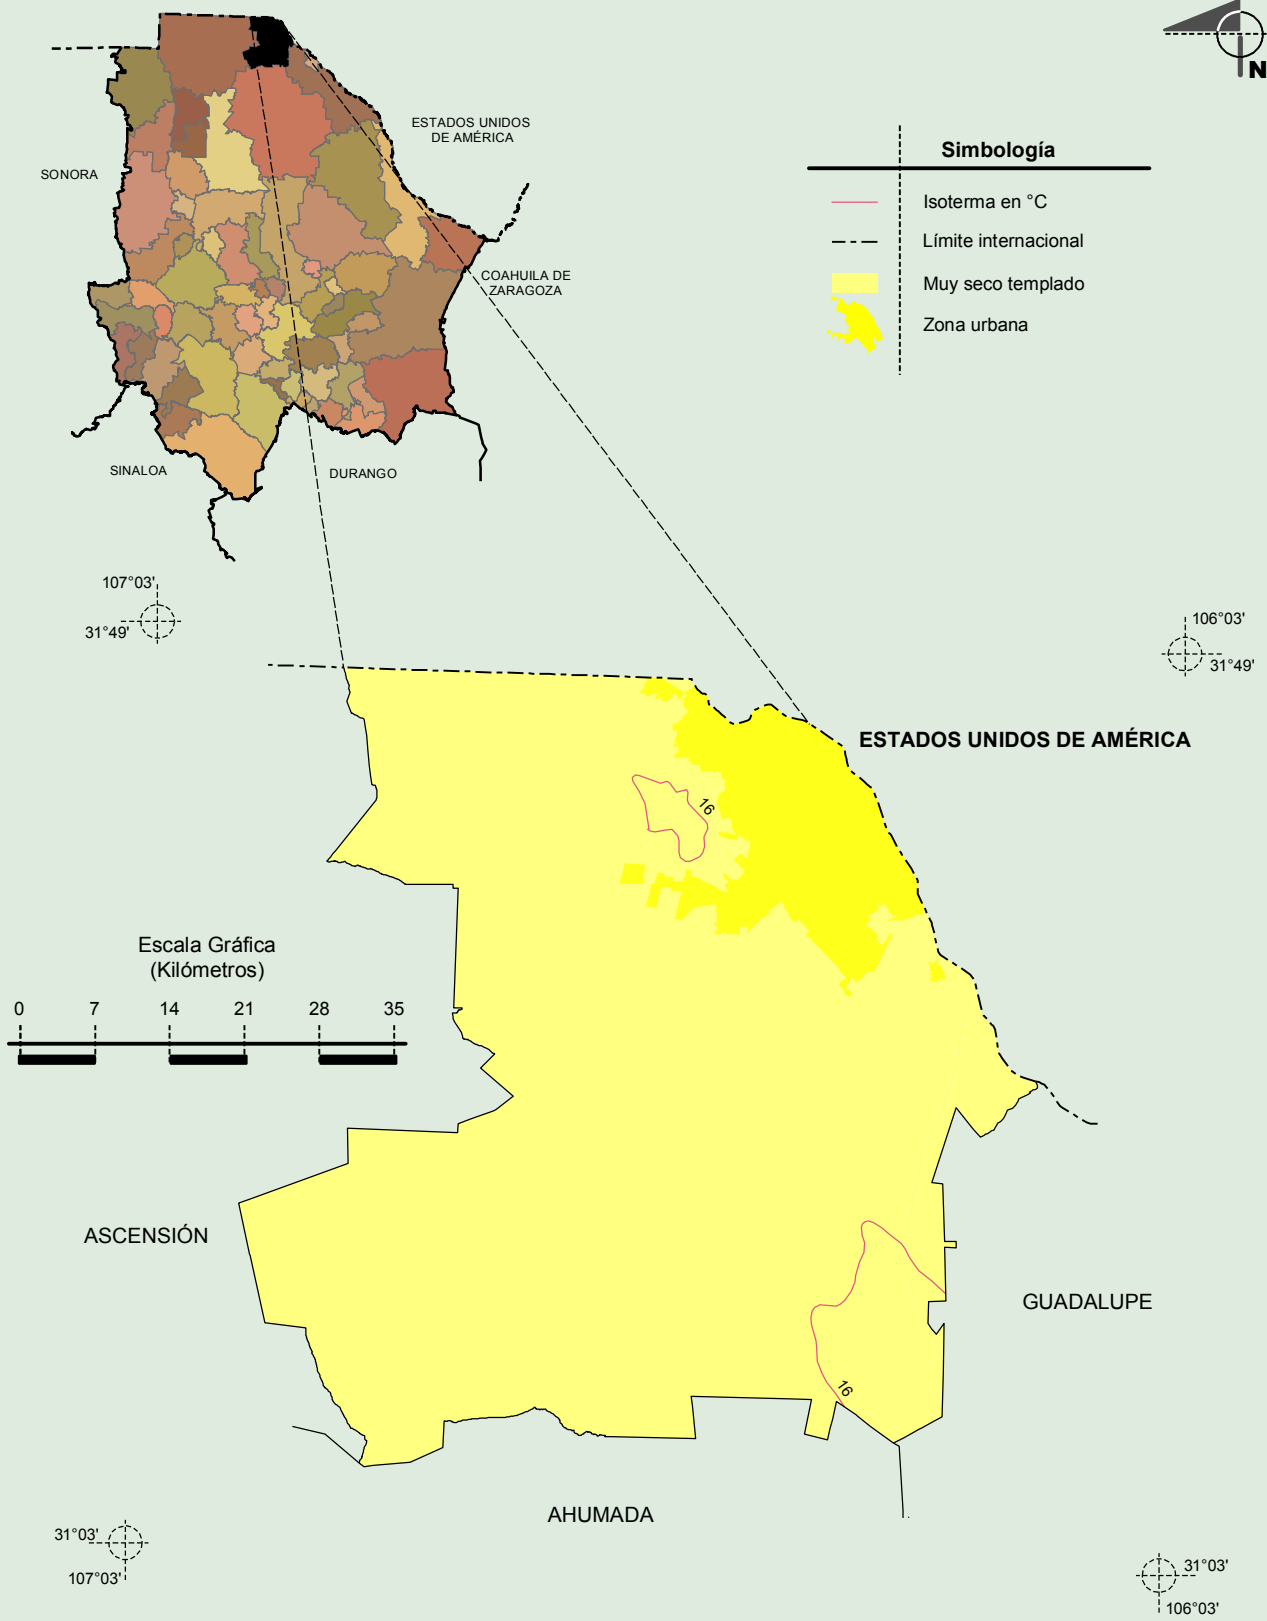 N
ESTADOS UNIDOS
DE AMÉRICA
SONORA
COAHUILA DE
ZARAGOZA
SINALOA
DURANGO
Simbología
Isoterma en °C
Límite internacional
Muy seco templado
Zona urbana
107°03'
31°49'
106°03'
31°49'
ESTADOS UNIDOS DE AMÉRICA
16
Escala Gráfica
(Kilómetros)
0 7 14 21 28 35
ASCENSIÓN
GUADALUPE
16
AHUMADA
31°03'
107°03'
31°03'
106°03'